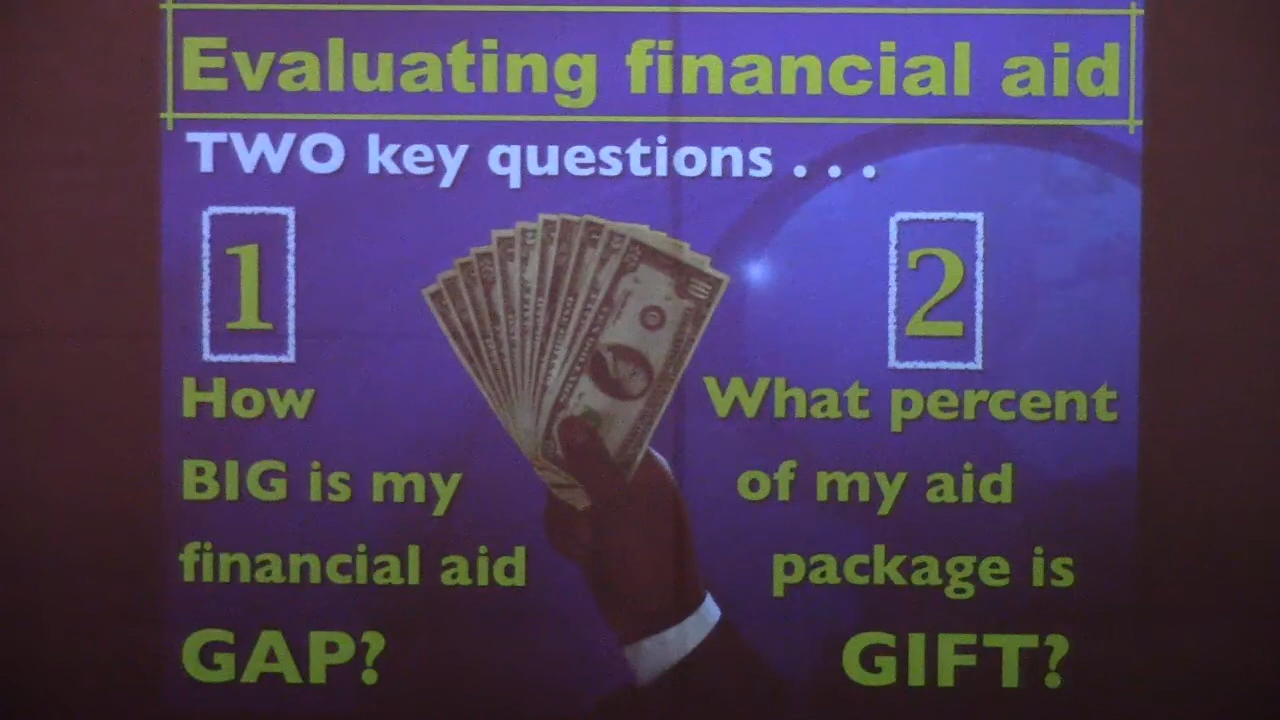 Evaluating financial aid
TWO key questions . . .
1
How
BIG is my
financial aid
GAP?
2
What percent
of my aid
package is
GIFT?